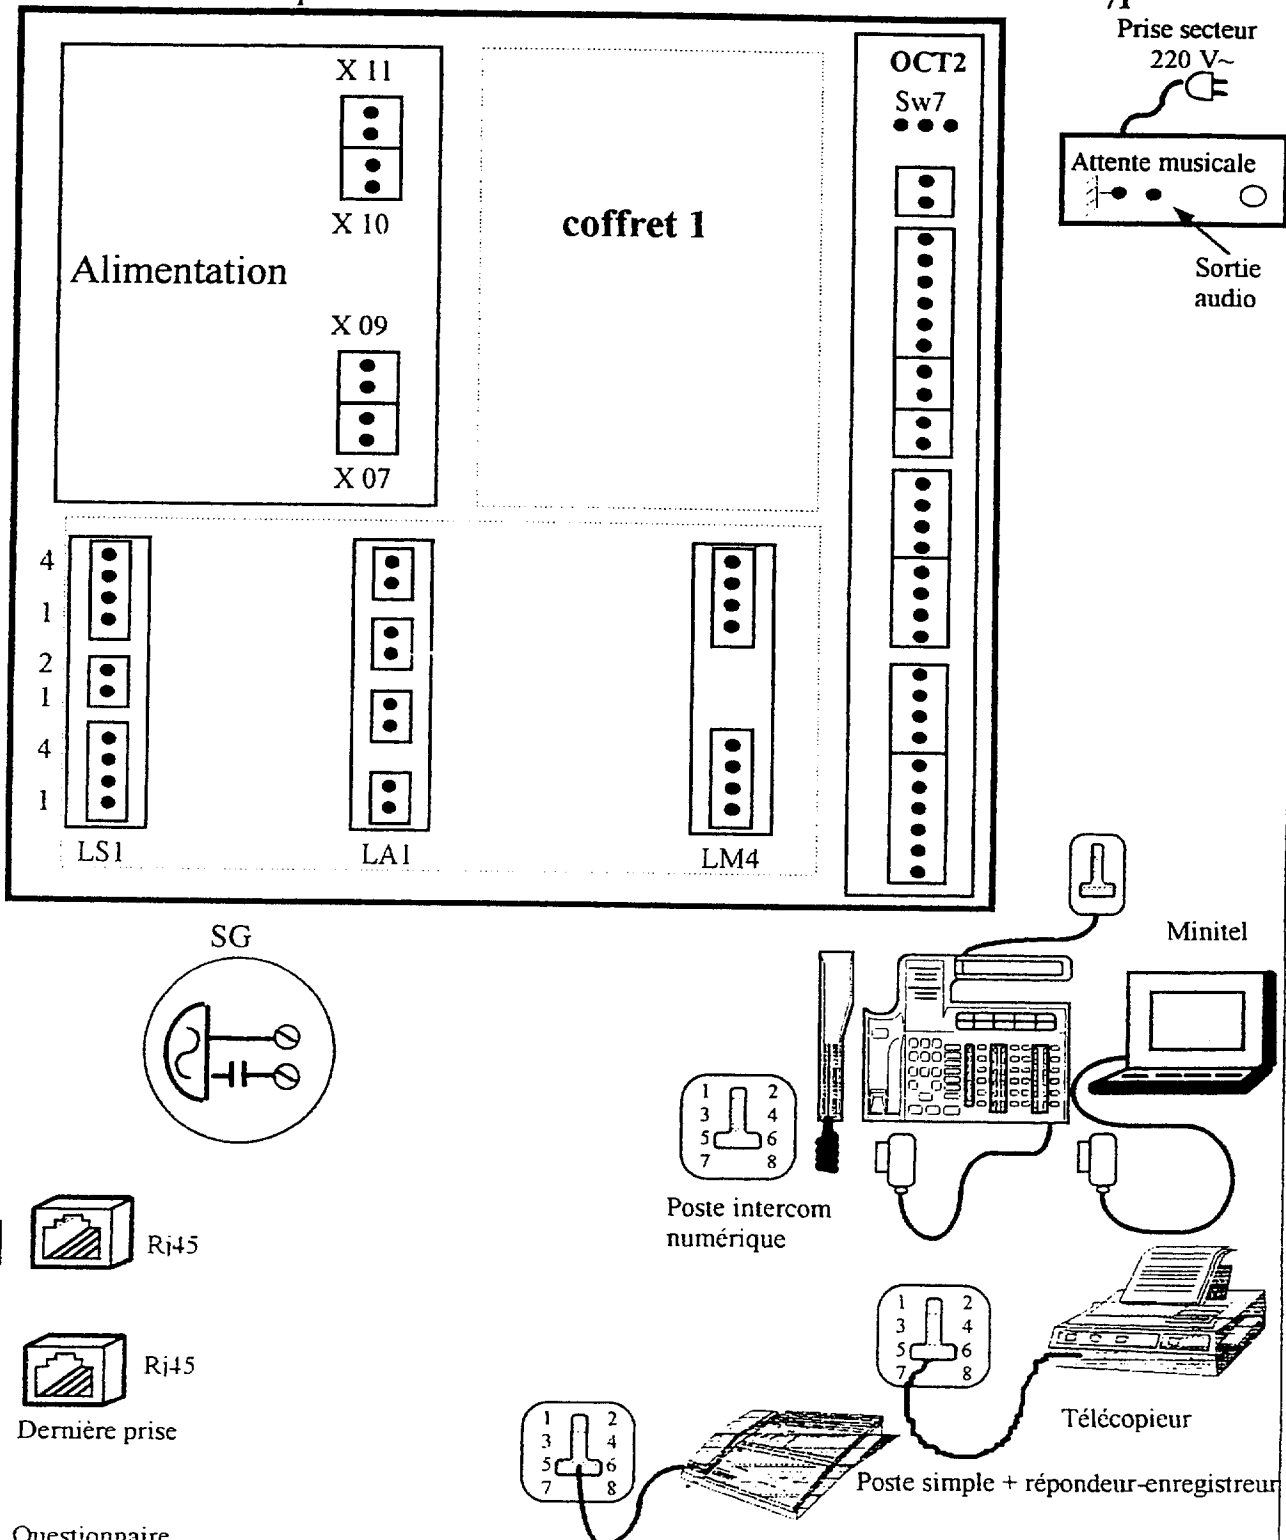 Prise secteur
220 V~
X 11
OCT2
Sw7
Attente musicale
X 10
coffret 1
Alimentation
Sortie
audio
X 09
X 07
4
1
2
1
4
1
LS1
LA1
LM4
SG
Minitel
1 2
3 4
5 6
7 8
Poste intercom
numérique
Rj45
1 2
3 4
5 6
7 8
Rj45
Dernière prise
Télécopieur
1 2
3 4
5 6
7 8
Poste simple + répondeur-enregistreur
Questionnaire